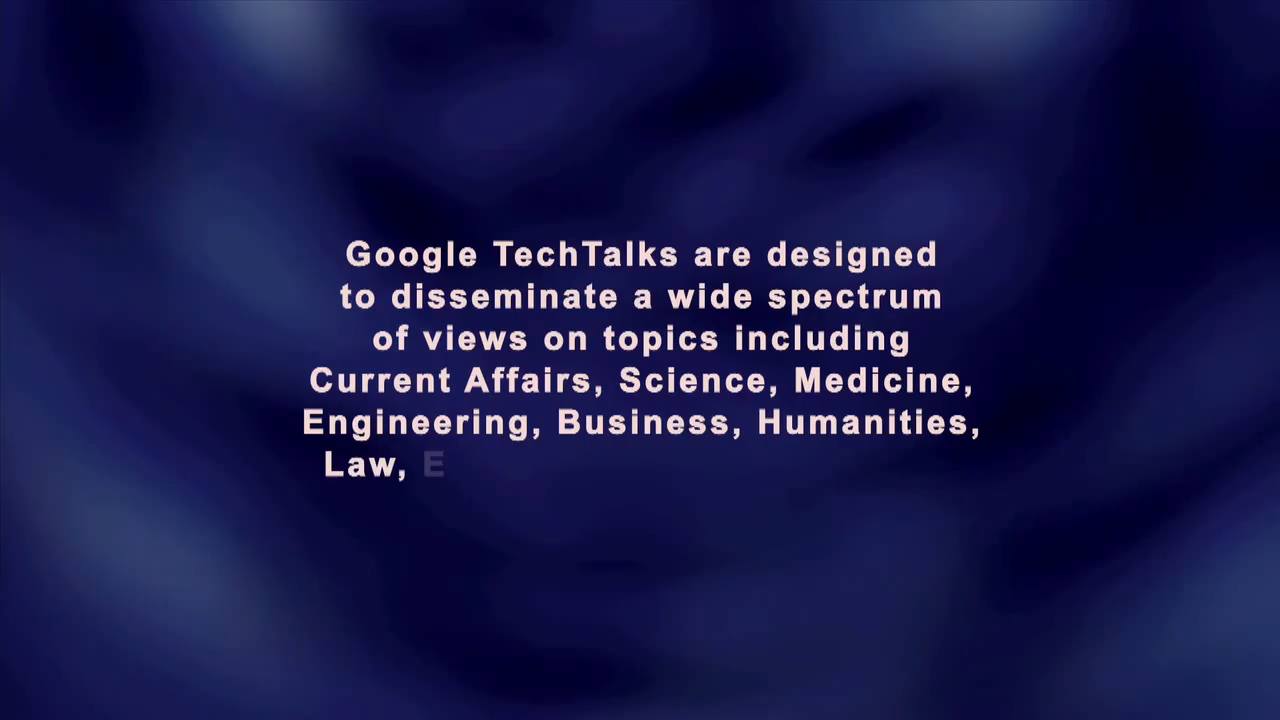 Google TechTalks are designed
to disseminate a wide spectrum
of views on topics including
Current Affairs, Science, Medicine,
Engineering, Business, Humanities,
Law, E